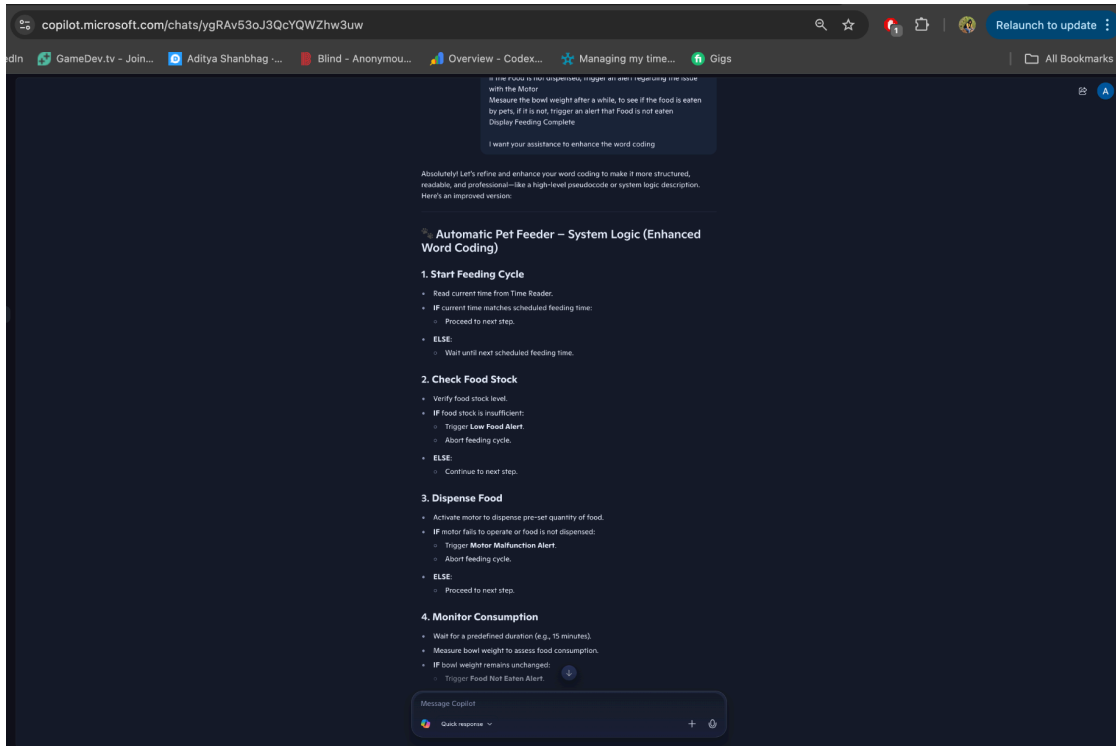 copilot.microsoft.com/chats/ygRAv53oJ3QcYQWZhw3uw
1
Relaunch to update
edIn
GameDev.tv - Join...
Aditya Shanbhag -...
Blind - Anonymou...
Overview - Codex...
Managing my time...
Gigs
All Bookmarks
If the Food is not dispensed, trigger an alert regarding the issue
with the Motor
Mesaure the bowl weight after a while, to see if the food is eaten
by pets, if it is not, trigger an alert that Food is not eaten
Display Feeding Complete
I want your assistance to enhance the word coding
A
Absolutely! Let's refine and enhance your word coding to make it more structured,
readable, and professional—like a high-level pseudocode or system logic description.
Here's an improved version:
🐾 Automatic Pet Feeder – System Logic (Enhanced
Word Coding)
1. Start Feeding Cycle
• Read current time from Time Reader.
• IF current time matches scheduled feeding time:
○ Proceed to next step.
• ELSE:
○ Wait until next scheduled feeding time.
2. Check Food Stock
• Verify food stock level.
• IF food stock is insufficient:
○ Trigger Low Food Alert.
○ Abort feeding cycle.
• ELSE:
○ Continue to next step.
3. Dispense Food
• Activate motor to dispense pre-set quantity of food.
• IF motor fails to operate or food is not dispensed:
○ Trigger Motor Malfunction Alert.
○ Abort feeding cycle.
• ELSE:
○ Proceed to next step.
4. Monitor Consumption
• Wait for a predefined duration (e.g., 15 minutes).
• Measure bowl weight to assess food consumption.
• IF bowl weight remains unchanged:
○ Trigger Food Not Eaten Alert.
Message Copilot
Quick response